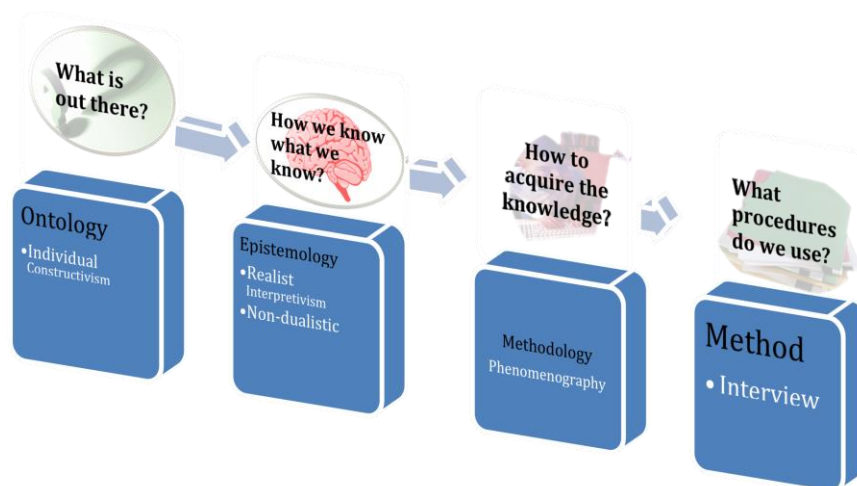 What is
out there?
Ontology
•Individual
Constructivism
How we know
what we
know?
Epistemology
•Realist
Interpretivism
•Non-dualistic
How to
acquire the
knowledge?
Methodology
Phenomenography
What
procedures
do we use?
Method
• Interview